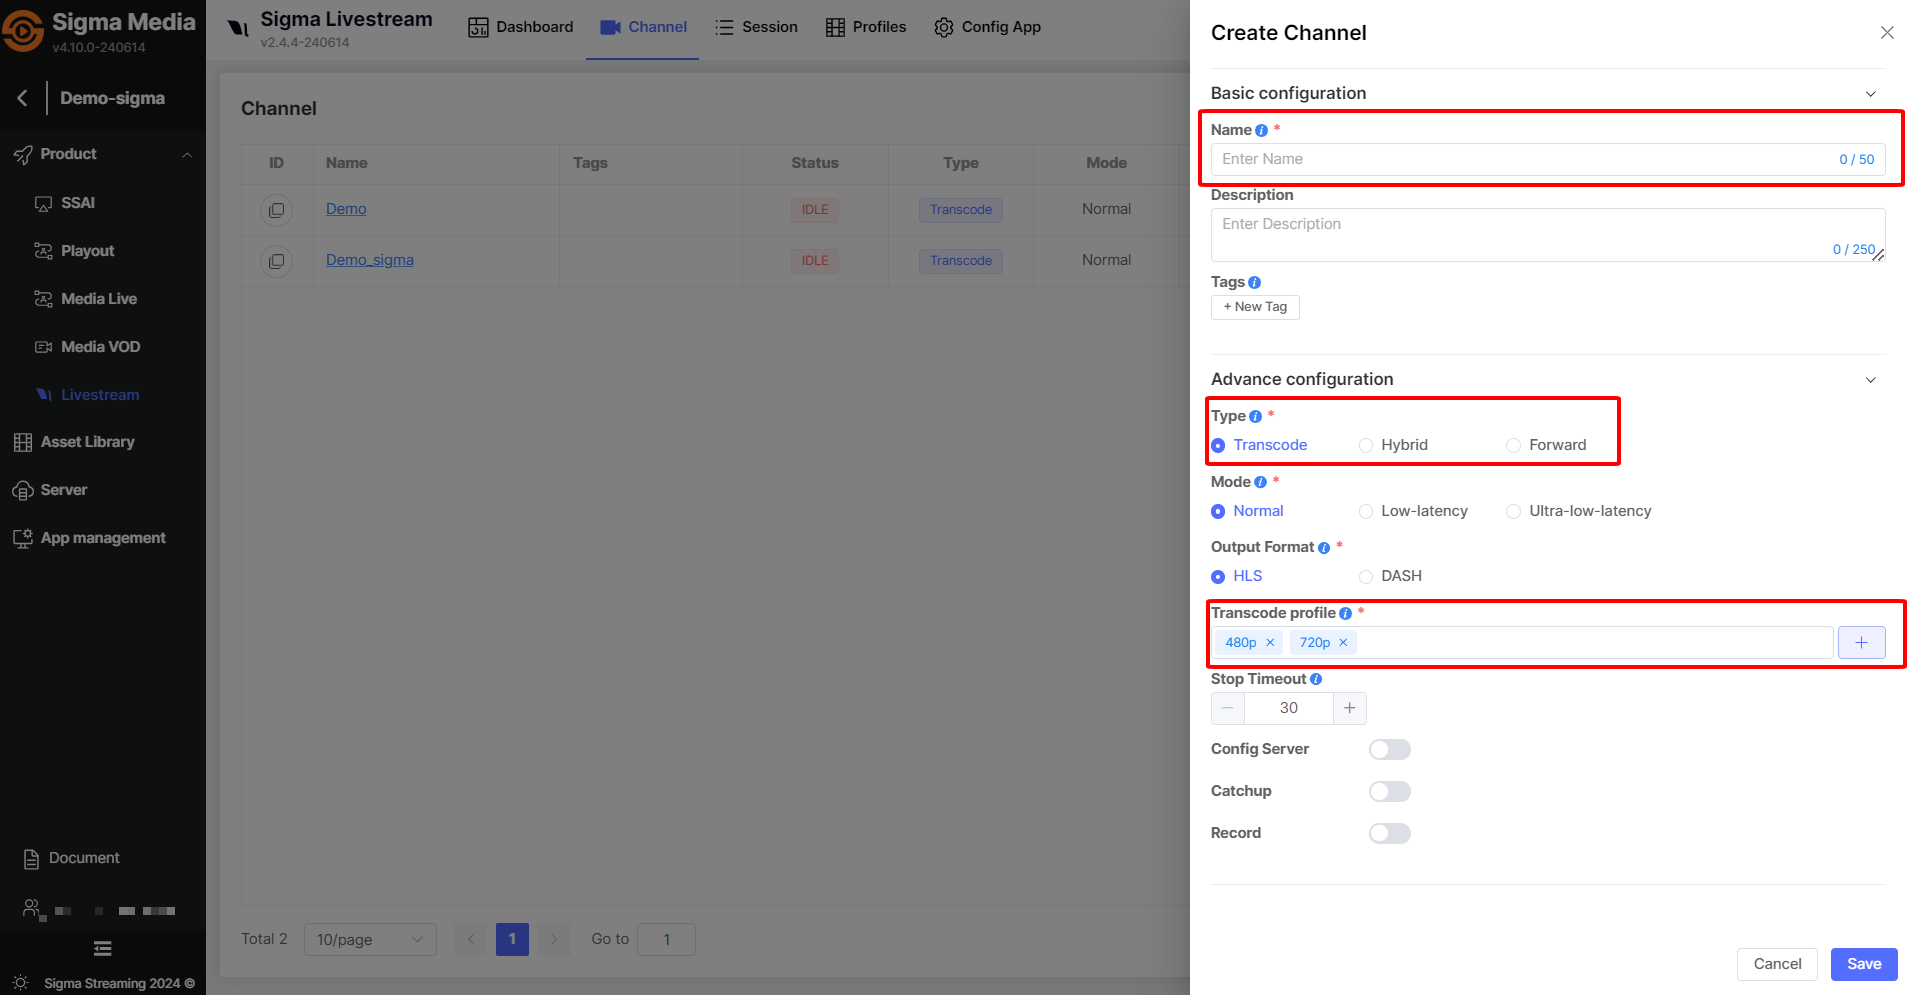 Sigma Media
v4.10.0-240614
Demo-sigma
Product
SSAI
Playout
Media Live
Media VOD
Livestream
Asset Library
Server
App management
Document
Sigma Streaming 2024 ©
Sigma Livestream
v2.4.4-240614
Dashboard
Channel
Session
Profiles
Config App
Channel
ID Name Tags Status Type Mode
Demo IDLE Transcode Normal
Demo_sigma IDLE Transcode Normal
Total 2 10/page 1 Go to 1
Create Channel
Basic configuration
Name *
Enter Name 0 / 50
Description
Enter Description
0 / 250
Tags
+ New Tag
Advance configuration
Type *
Transcode Hybrid Forward
Mode *
Normal Low-latency Ultra-low-latency
Output Format *
HLS DASH
Transcode profile *
480p × 720p × +
Stop Timeout
− 30 +
Config Server
Catchup
Record
Cancel Save